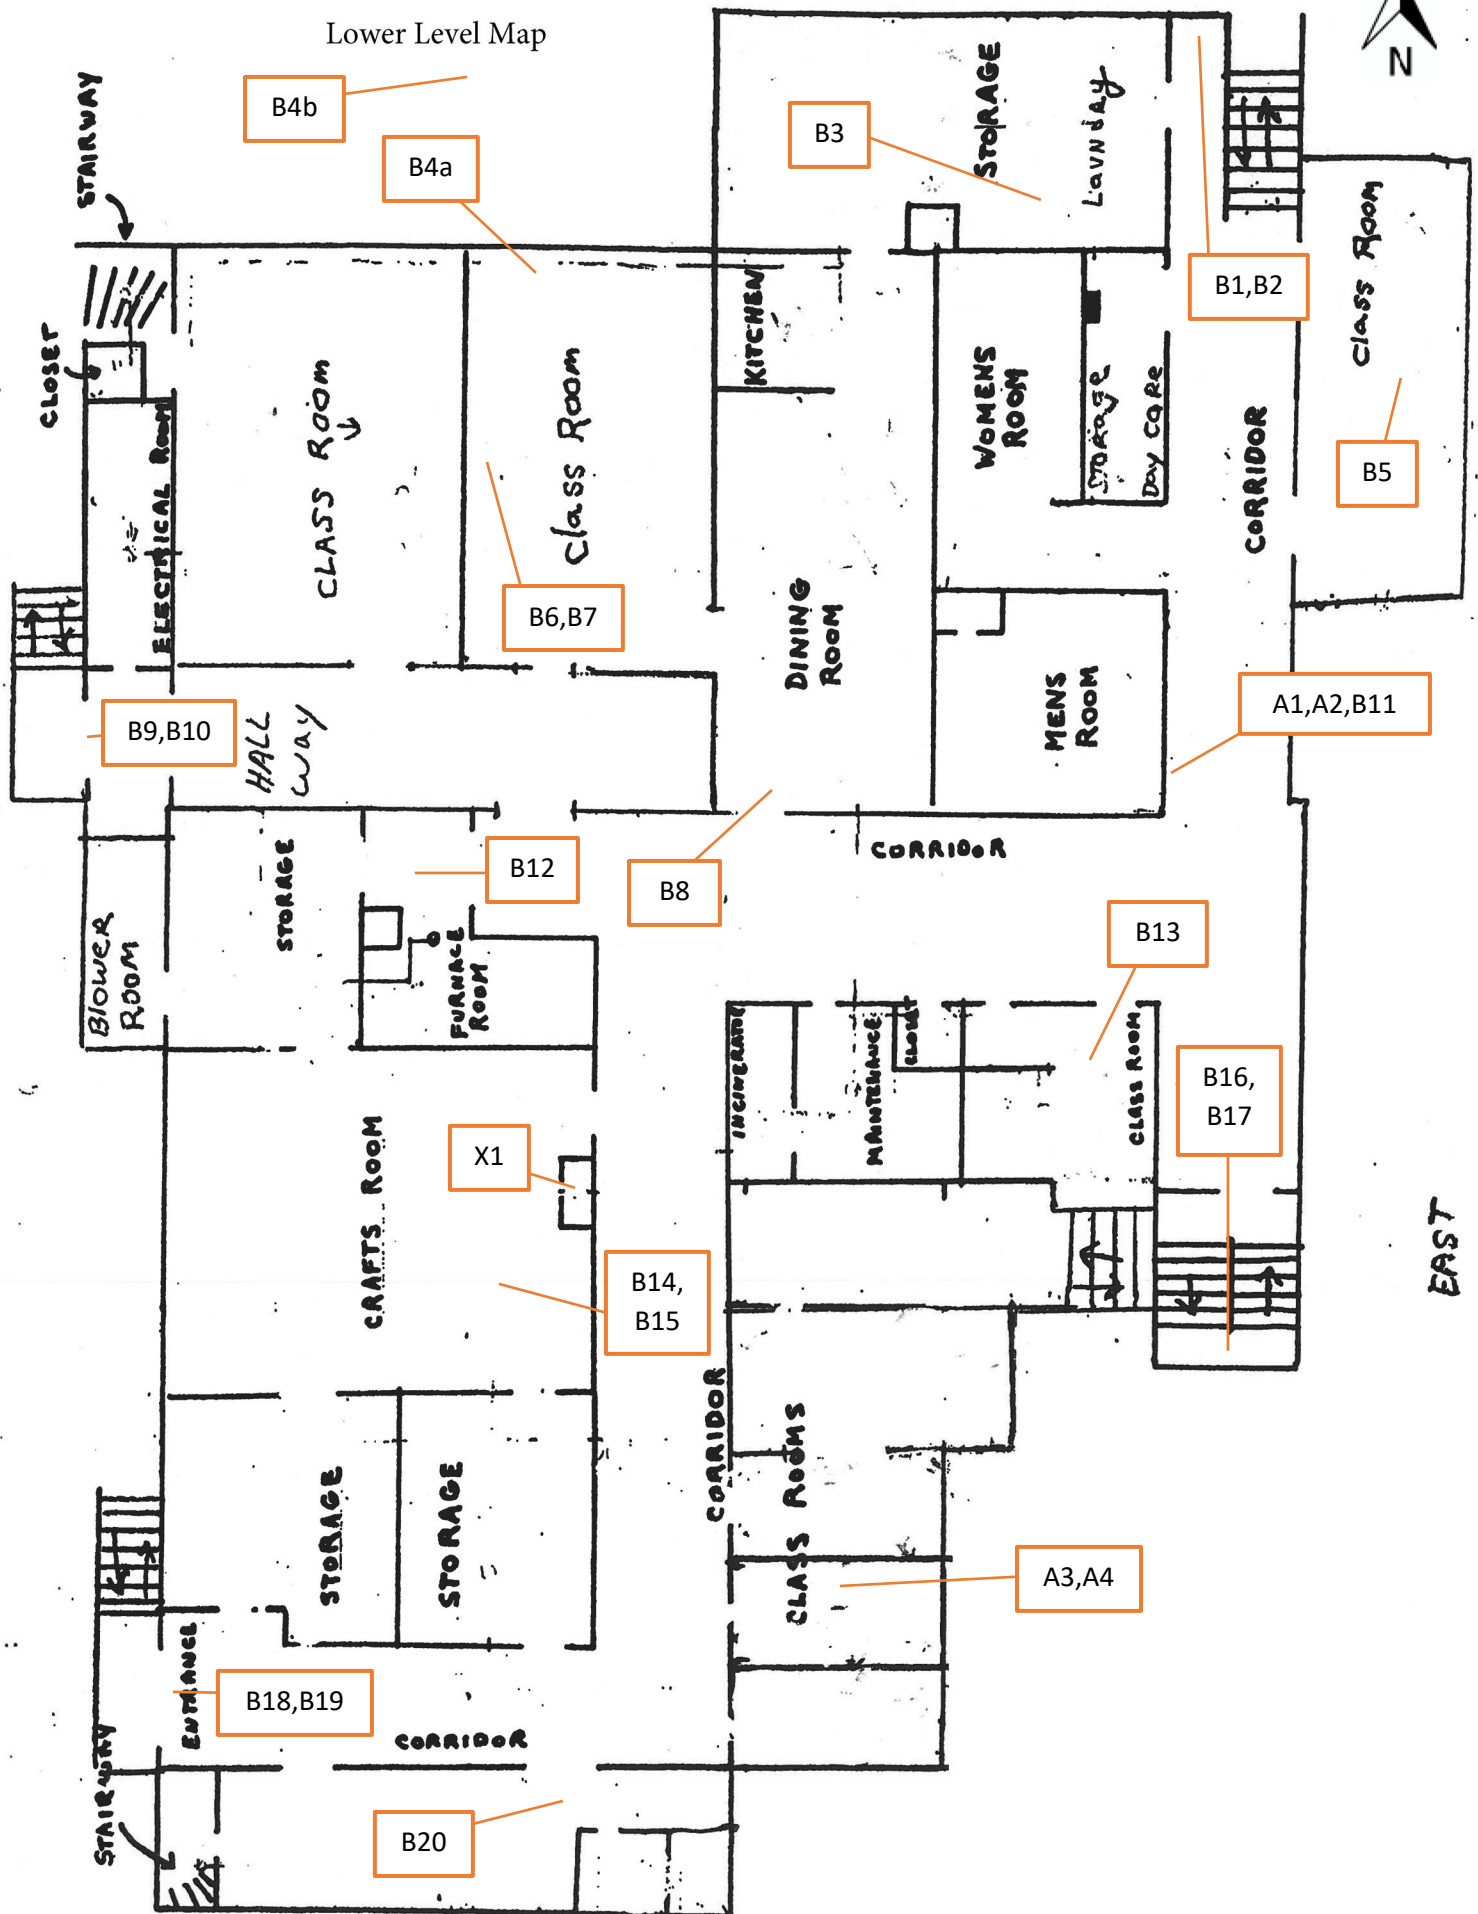 Lower Level Map
N
STAIRWAY
B4b
B4a
B3
STORAGE
LAUNDRY
Class Room
B1,B2
CLOSET
ELECTRICAL ROOM
CLASS ROOM
Class Room
KITCHEN
WOMENS
ROOM
STORAGE
Day CARe
CORRIDOR
B5
B6,B7
DINING
ROOM
MENS
ROOM
A1,A2,B11
B9,B10
HALL
way
STORAGE
B12
B8
CORRIDOR
B13
BlOWER
ROOM
FURNACE
ROOM
INCINERATOR
MAINTENANCE
CLOSET
CLASS ROOM
B16,
B17
CRAFTS ROOM
X1
B14,
B15
EAST
CORRIDOR
CLASS ROOMS
STORAGE
STORAGE
A3,A4
ENTRANCE
B18,B19
CORRIDOR
STAIRWAY
B20